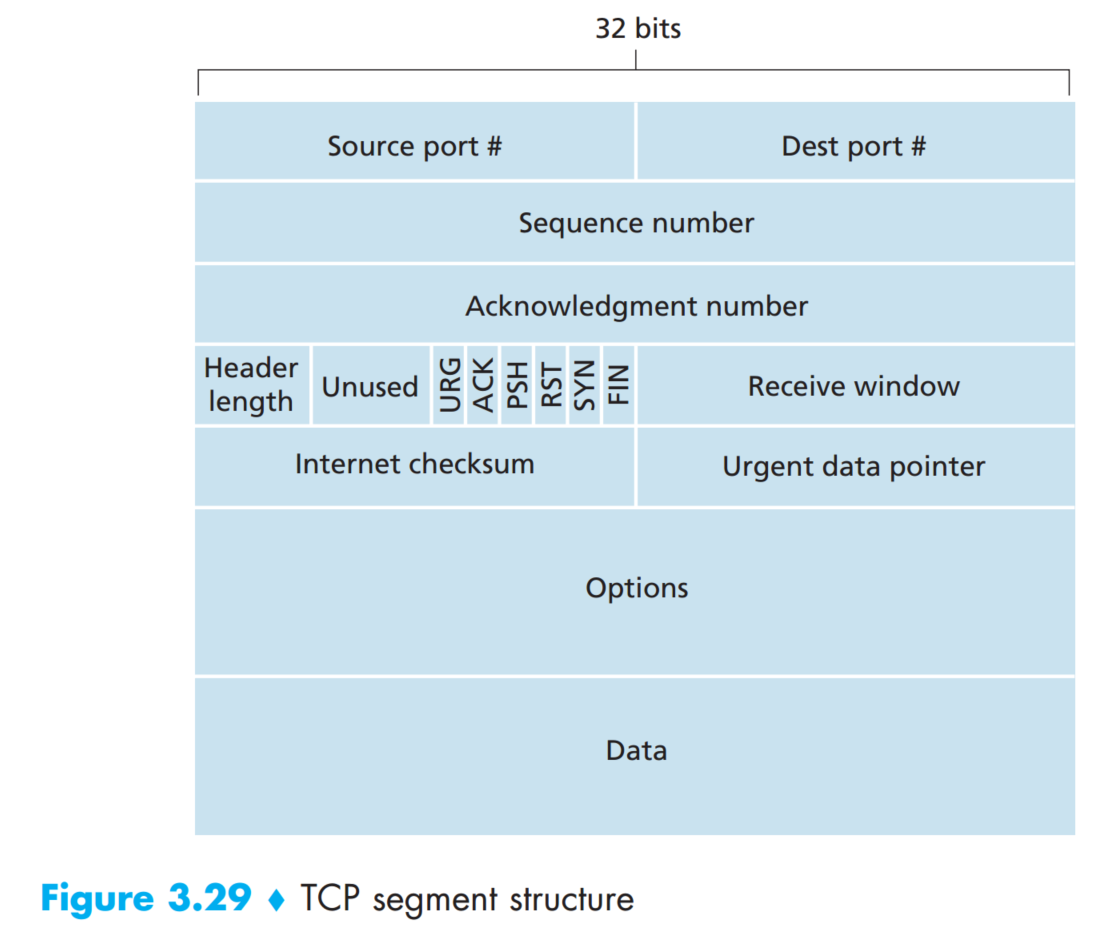 32 bits
Source port #
Dest port #
Sequence number
Acknowledgment number
Header
length
Unused
URG
ACK
PSH
RST
SYN
FIN
Receive window
Internet checksum
Urgent data pointer
Options
Data
Figure 3.29 ♦ TCP segment structure